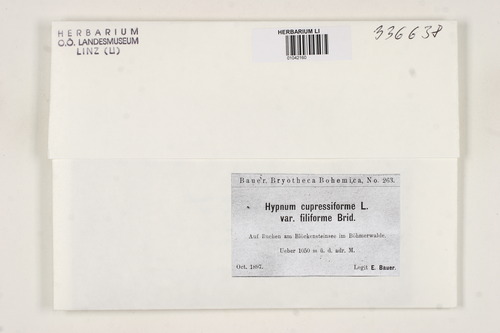 HERBARIUM
O.Ö. LANDESMUSEUM
LINZ (LI)
HERBARIUM LI
01042160
336638
Bauer, Bryotheca Bohemica, No. 263.
Hypnum cupressiforme L.
var. filiforme Brid.
Auf Buchen am Blöckensteinsee im Böhmerwalde.
Ueber 1050 m ü. d. adr. M.
Oct. 1897.
Legit E. Bauer.